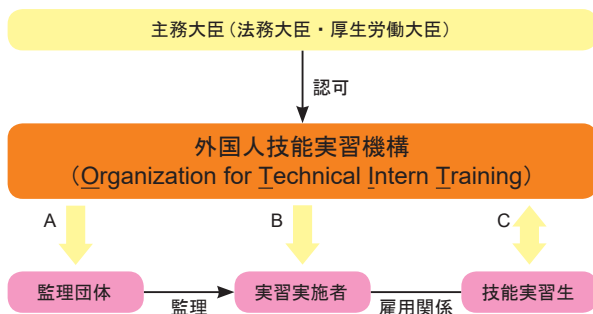 主務大臣（法務大臣・厚生労働大臣）
認可
外国人技能実習機構
（Organization for Technical Intern Training）
A
B
C
監理団体
監理
実習実施者
雇用関係
技能実習生